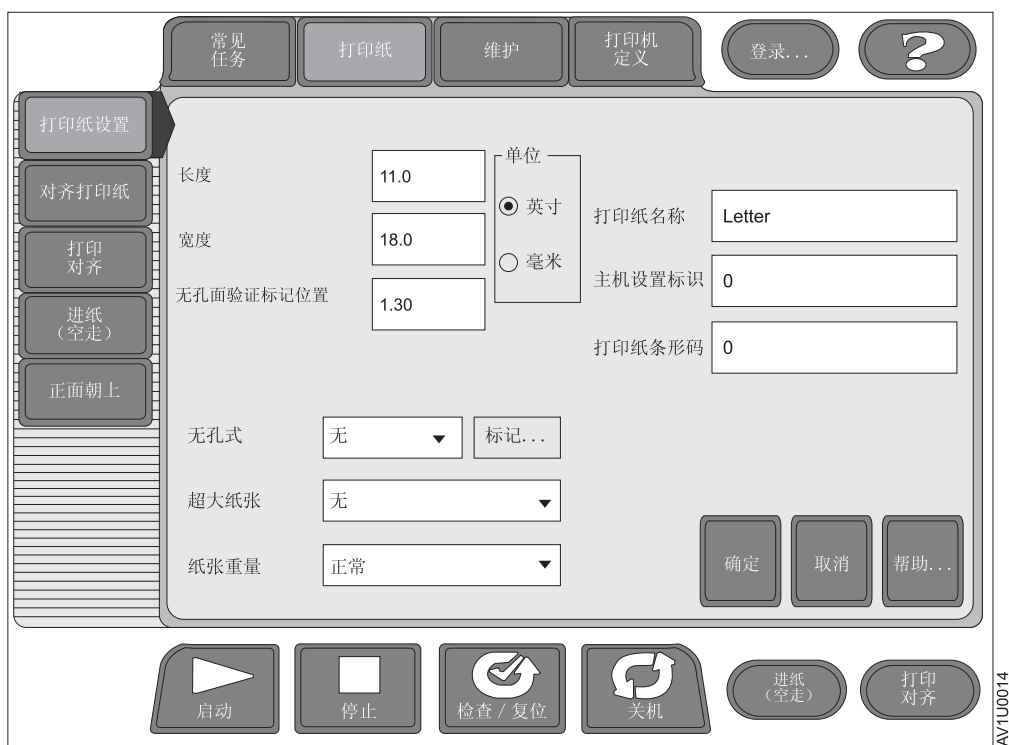 常见
任务
打印纸
维护
打印机
定义
登录...
?
打印纸设置
对齐打印纸
打印
对齐
进纸
（空走）
正面朝上
长度
11.0
宽度
18.0
无孔面验证标记位置
1.30
单位
英寸
毫米
打印纸名称
Letter
主机设置标识
0
打印纸条形码
0
无孔式
无
标记...
超大纸张
无
纸张重量
正常
确定
取消
帮助...
启动
停止
检查 / 复位
关机
进纸
（空走）
打印
对齐
AV1U0014